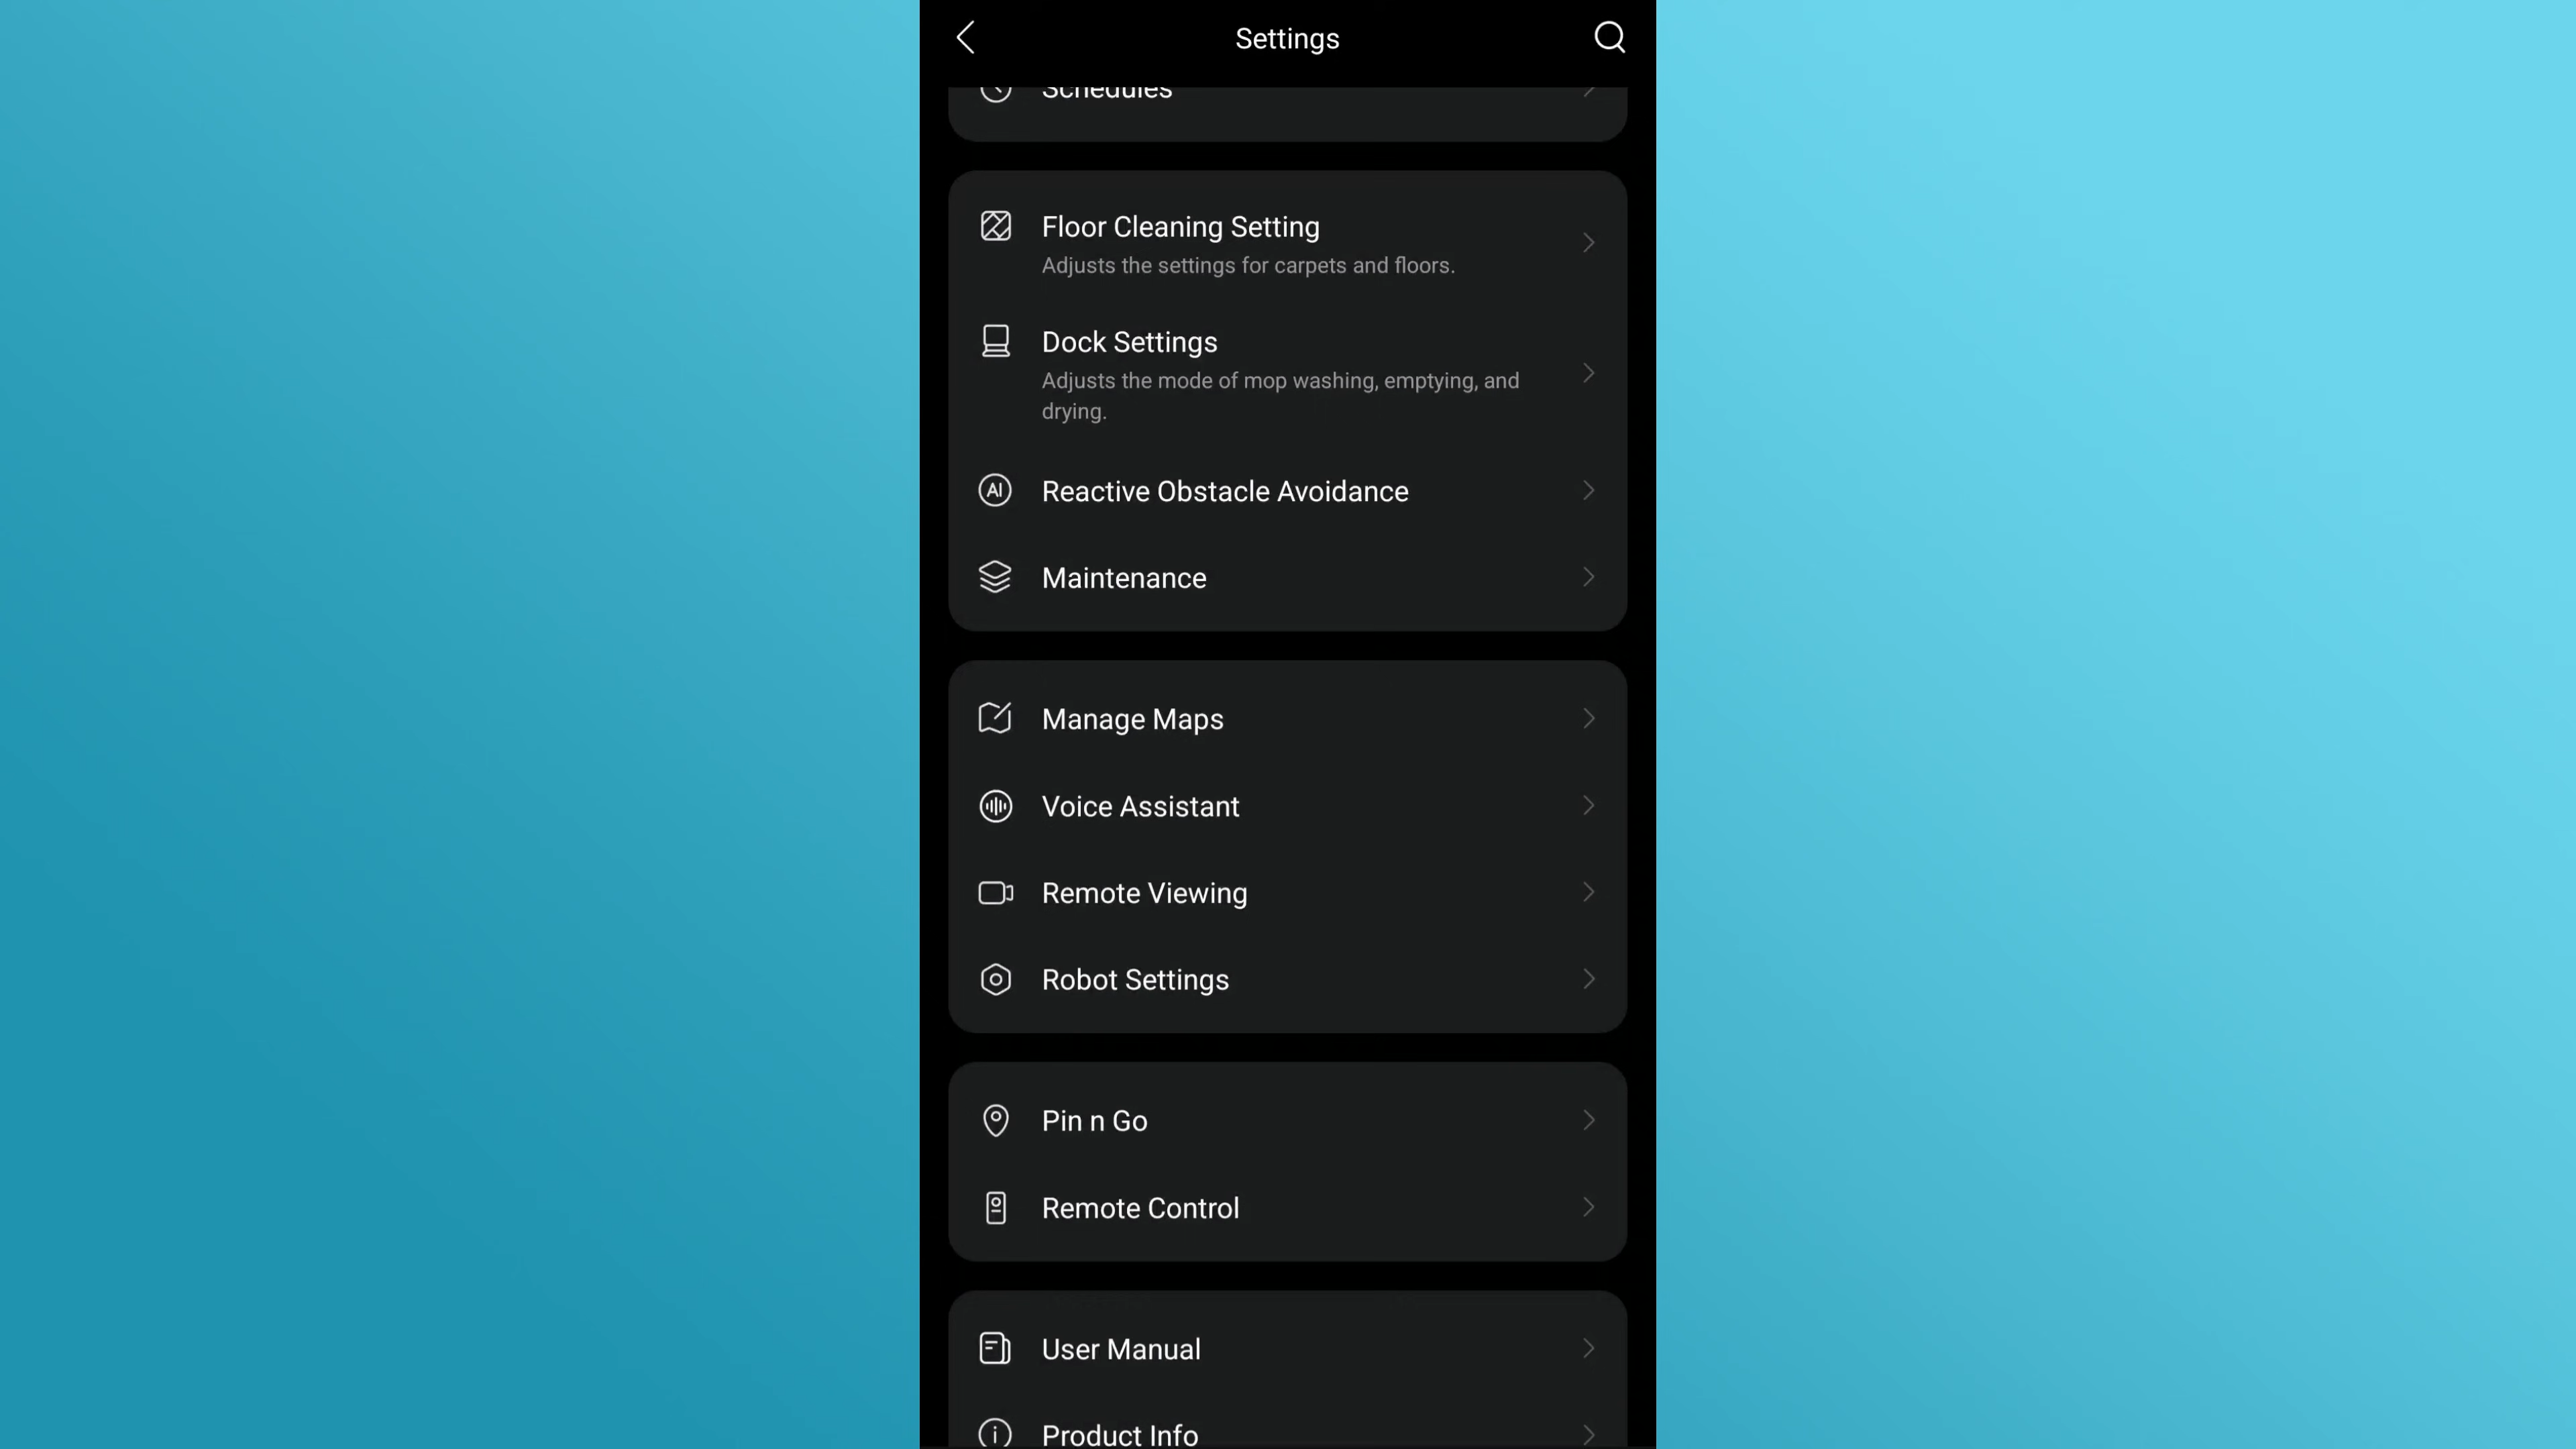 Settings
Schedules
Floor Cleaning Setting
Adjusts the settings for carpets and floors.
Dock Settings
Adjusts the mode of mop washing, emptying, and
drying.
AI
Reactive Obstacle Avoidance
Maintenance
Manage Maps
Voice Assistant
Remote Viewing
Robot Settings
Pin n Go
Remote Control
User Manual
Product Info